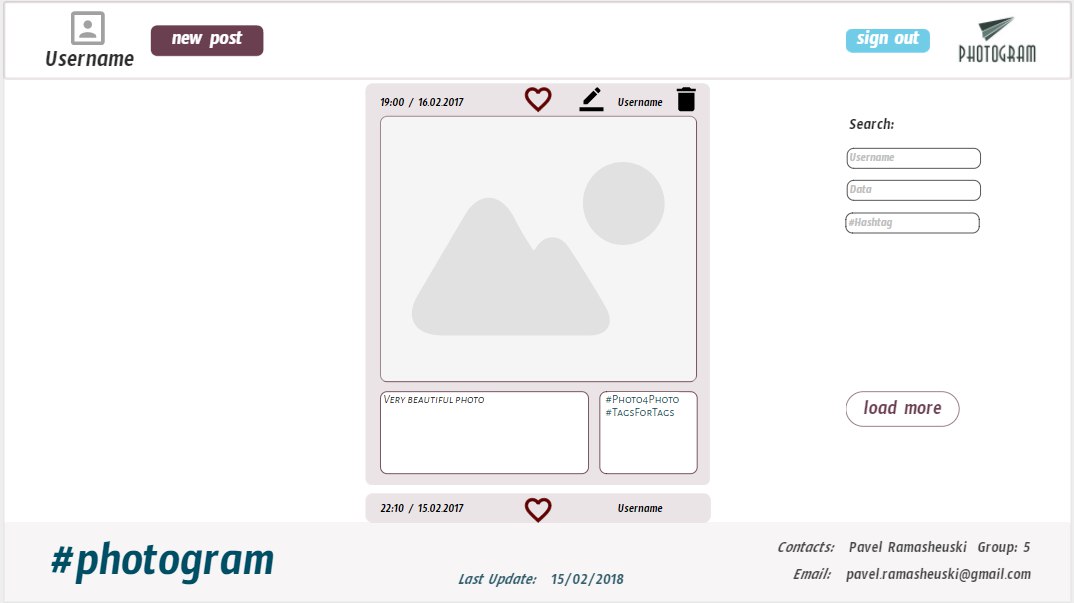 Username
new post
sign out
PHOTOGRAM
19:00 / 16.02.2017
Username
Search:
Username
Data
#Hashtag
Very beautiful photo
#Photo4Photo
#TagsForTags
load more
22:10 / 15.02.2017
Username
#photogram
Last Update: 15/02/2018
Contacts: Pavel Ramasheuski Group: 5
Email: pavel.ramasheuski@gmail.com